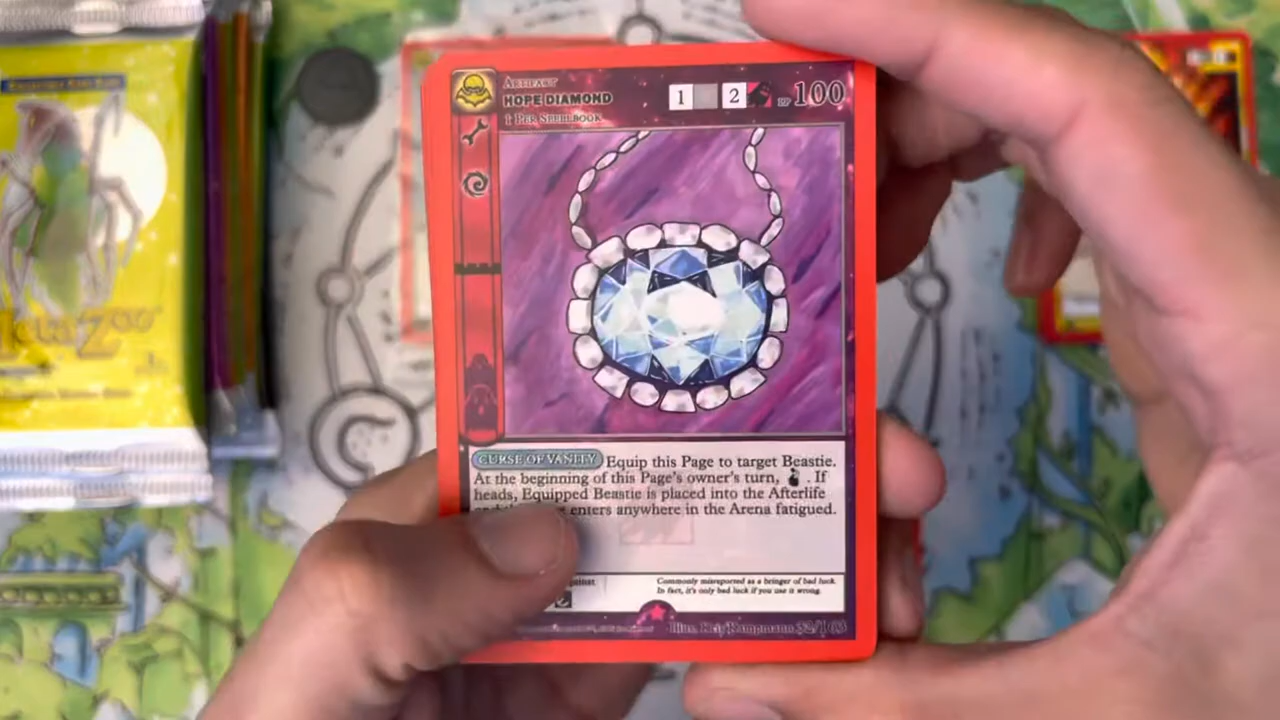 ARTIFACT
HOPE DIAMOND
1 PER SPELLBOOK
1 2 LP 100
CURSE OF VANITY Equip this Page to target Beastie.
At the beginning of this Page's owner's turn, . If
heads, Equipped Beastie is placed into the Afterlife
enters anywhere in the Arena fatigued.
Commonly misreported as a bringer of bad luck.
In fact, it's only bad luck if you use it wrong.
Illus.
MetaZoo